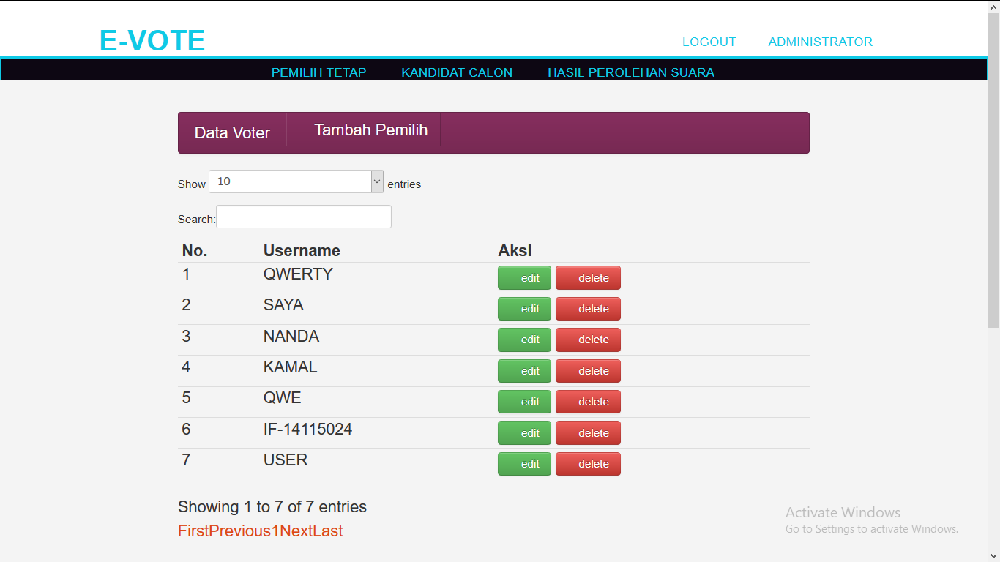 E-VOTE LOGOUT ADMINISTRATOR
PEMILIH TETAP KANDIDAT CALON HASIL PEROLEHAN SUARA
Data Voter Tambah Pemilih
Show 10 entries
Search:
No. Username Aksi
1 QWERTY edit delete
2 SAYA edit delete
3 NANDA edit delete
4 KAMAL edit delete
5 QWE edit delete
6 IF-14115024 edit delete
7 USER edit delete
Showing 1 to 7 of 7 entries
FirstPrevious1NextLast
Activate Windows
Go to Settings to activate Windows.